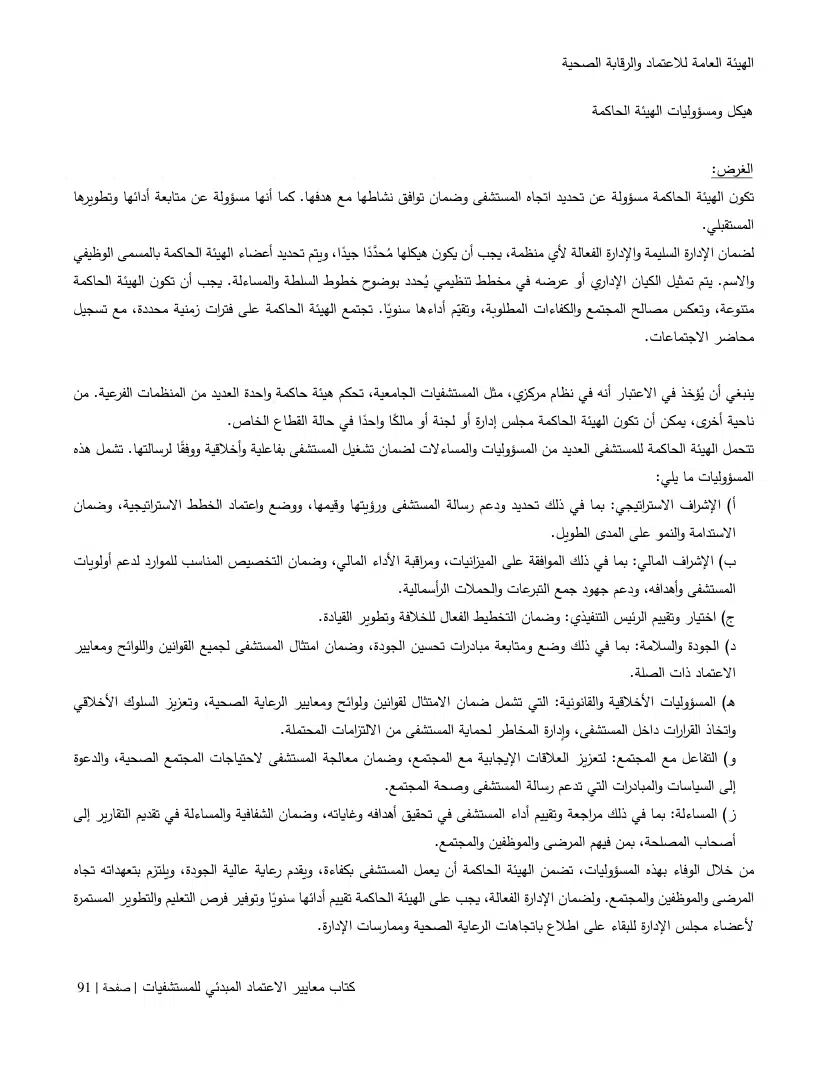 الهيئة العامة للاعتماد والرقابة الصحية
هيكل ومسؤوليات الهيئة الحاكمة
الغرض:
تكون الهيئة الحاكمة مسؤولة عن تحديد اتجاه المستشفى وضمان توافق نشاطها مع هدفها. كما أنها مسؤولة عن متابعة أدائها وتطويرها
المستقبلي.
لضمان الإدارة السليمة والإدارة الفعالة لأي منظمة، يجب أن يكون هيكلها مُحدَّدًا جيدًا، ويتم تحديد أعضاء الهيئة الحاكمة بالمسمى الوظيفي
والاسم. يتم تمثيل الكيان الإداري أو عرضه في مخطط تنظيمي يُحدد بوضوح خطوط السلطة والمساءلة. يجب أن تكون الهيئة الحاكمة
متنوعة، وتعكس مصالح المجتمع والكفاءات المطلوبة، وتقيّم أداءها سنويًا. تجتمع الهيئة الحاكمة على فترات زمنية محددة، مع تسجيل
محاضر الاجتماعات.
ينبغي أن يُؤخذ في الاعتبار أنه في نظام مركزي، مثل المستشفيات الجامعية، تحكم هيئة حاكمة واحدة العديد من المنظمات الفرعية. من
ناحية أخرى، يمكن أن تكون الهيئة الحاكمة مجلس إدارة أو لجنة أو مالكًا واحدًا في حالة القطاع الخاص.
تتحمل الهيئة الحاكمة للمستشفى العديد من المسؤوليات والمساءلات لضمان تشغيل المستشفى بفاعلية وأخلاقية ووفقًا لرسالتها. تشمل هذه
المسؤوليات ما يلي:
أ) الإشراف الاستراتيجي: بما في ذلك تحديد ودعم رسالة المستشفى ورؤيتها وقيمها، ووضع واعتماد الخطط الاستراتيجية، وضمان
الاستدامة والنمو على المدى الطويل.
ب) الإشراف المالي: بما في ذلك الموافقة على الميزانيات، ومراقبة الأداء المالي، وضمان التخصيص المناسب للموارد لدعم أولويات
المستشفى وأهدافه، ودعم جهود جمع التبرعات والحملات الرأسمالية.
ج) اختيار وتقييم الرئيس التنفيذي: وضمان التخطيط الفعال للخلافة وتطوير القيادة.
د) الجودة والسلامة: بما في ذلك وضع ومتابعة مبادرات تحسين الجودة، وضمان امتثال المستشفى لجميع القوانين واللوائح ومعايير
الاعتماد ذات الصلة.
ه) المسؤوليات الأخلاقية والقانونية: التي تشمل ضمان الامتثال لقوانين ولوائح ومعايير الرعاية الصحية، وتعزيز السلوك الأخلاقي
واتخاذ القرارات داخل المستشفى، وإدارة المخاطر لحماية المستشفى من الالتزامات المحتملة.
و) التفاعل مع المجتمع: لتعزيز العلاقات الإيجابية مع المجتمع، وضمان معالجة المستشفى لاحتياجات المجتمع الصحية، والدعوة
إلى السياسات والمبادرات التي تدعم رسالة المستشفى وصحة المجتمع.
ز) المساءلة: بما في ذلك مراجعة وتقييم أداء المستشفى في تحقيق أهدافه وغاياته، وضمان الشفافية والمساءلة في تقديم التقارير إلى
أصحاب المصلحة، بمن فيهم المرضى والموظفين والمجتمع.
من خلال الوفاء بهذه المسؤوليات، تضمن الهيئة الحاكمة أن يعمل المستشفى بكفاءة، ويقدم رعاية عالية الجودة، ويلتزم بتعهداته تجاه
المرضى والموظفين والمجتمع. ولضمان الإدارة الفعالة، يجب على الهيئة الحاكمة تقييم أدائها سنويًا وتوفير فرص التعليم والتطوير المستمرة
لأعضاء مجلس الإدارة للبقاء على اطلاع باتجاهات الرعاية الصحية وممارسات الإدارة.
كتاب معايير الاعتماد المبدئي للمستشفيات | صفحة | 91